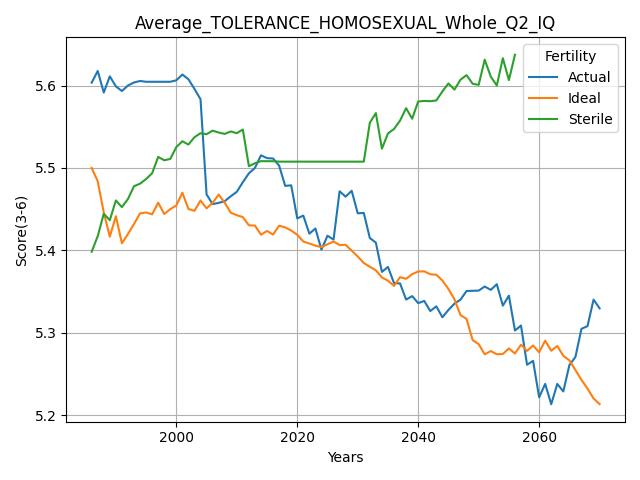 Average_TOLERANCE_HOMOSEXUAL_Whole_Q2_IQ
Fertility
Actual
Ideal
Sterile
Score(3-6)
5.6
5.5
5.4
5.3
5.2
2000 2020 2040 2060
Years